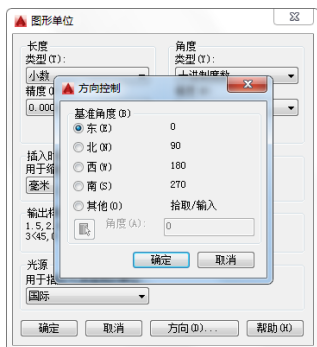 图形单位
长度
类型(T):
小数
精度
0.000
角度
类型(Y):
十进制度数
方向控制
基准角度(B)
东(E) 0
北(N) 90
西(W) 180
南(S) 270
其他(O) 拾取/输入
角度(A): 0
确定 取消
插入时
用于缩
毫米
输出样
1.5,2.
3<45,0
光源
用于指
国际
确定 取消 方向(D)... 帮助(H)